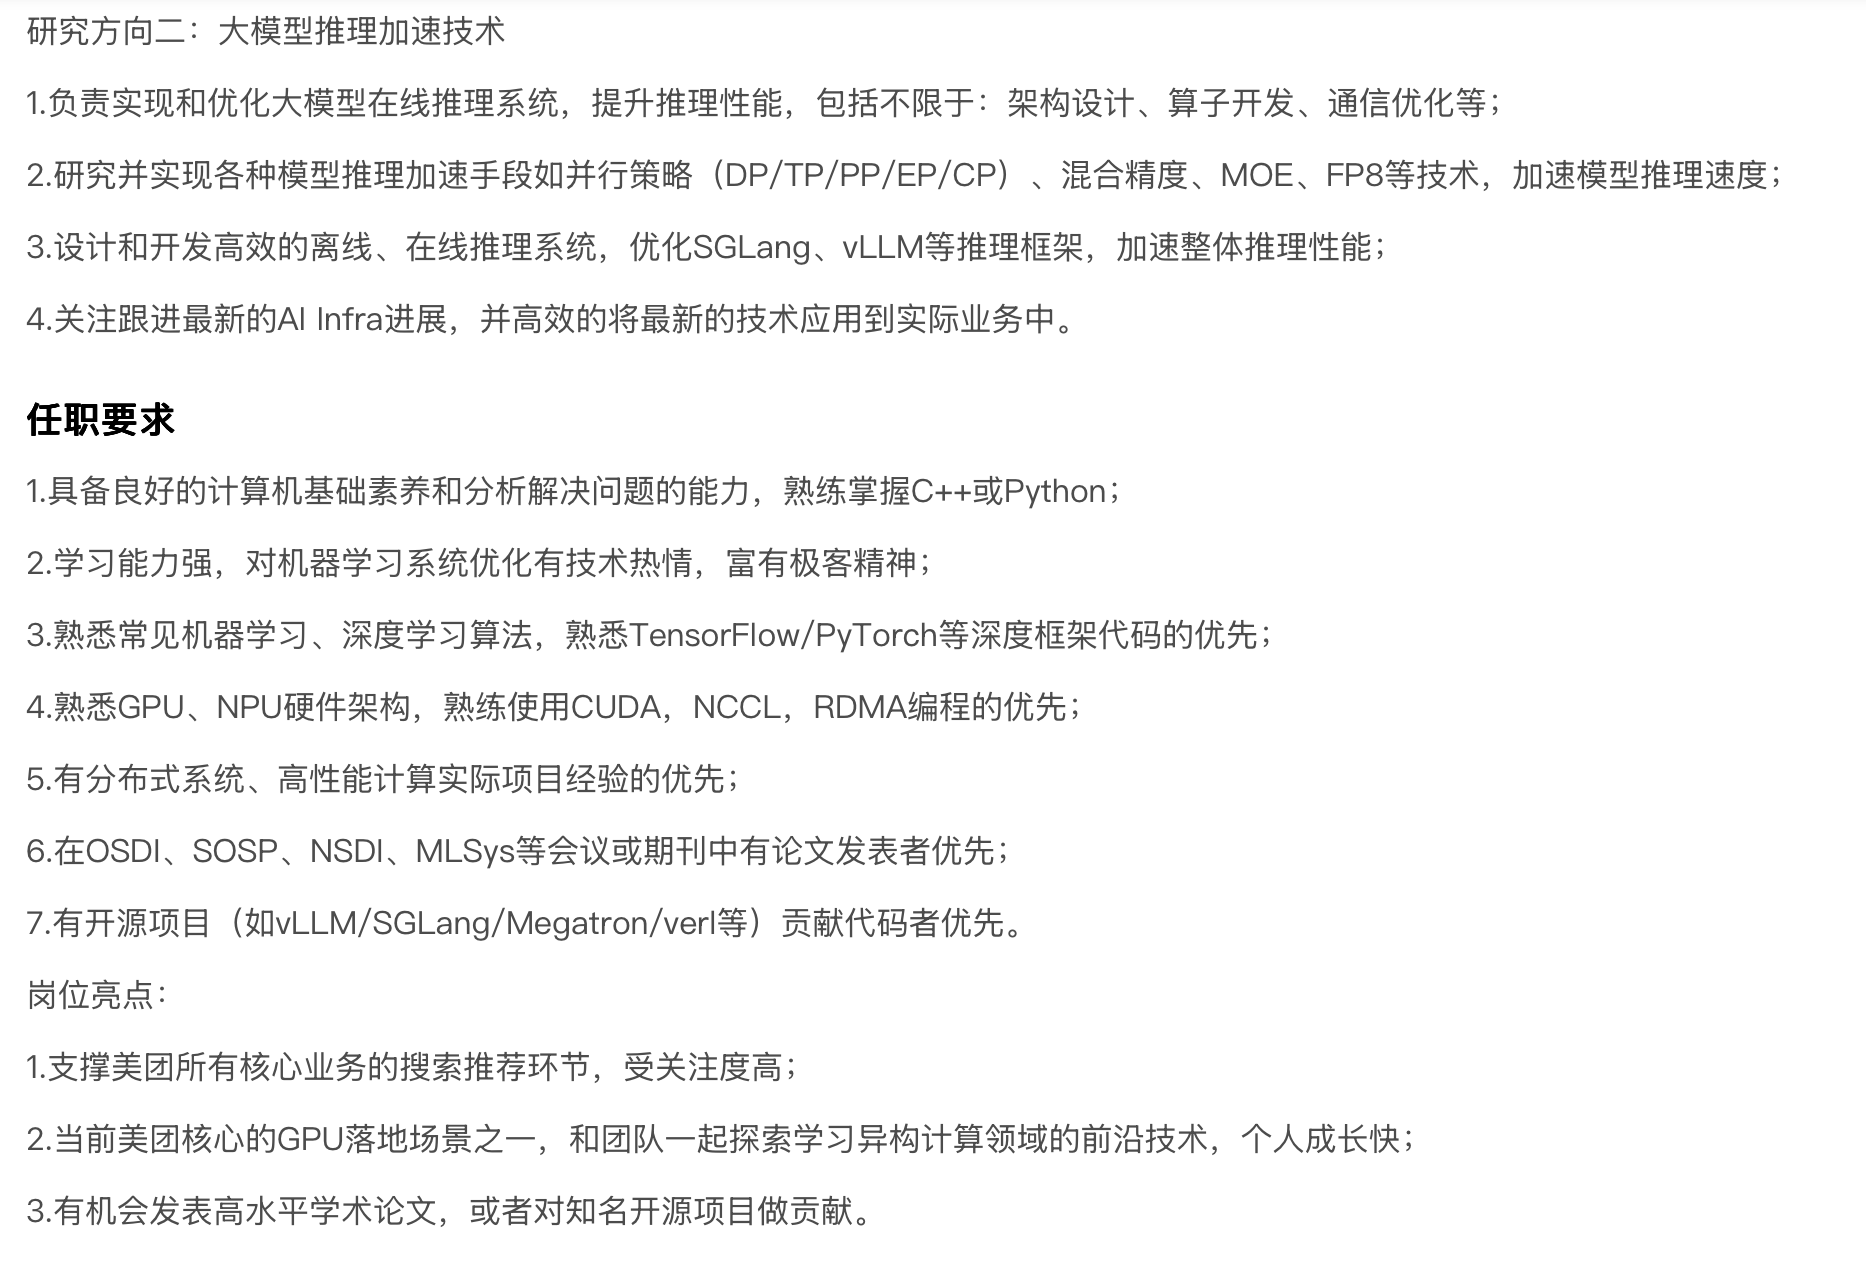 研究方向二：大模型推理加速技术
1.负责实现和优化大模型在线推理系统，提升推理性能，包括不限于：架构设计、算子开发、通信优化等；
2.研究并实现各种模型推理加速手段如并行策略（DP/TP/PP/EP/CP）、混合精度、MOE、FP8等技术，加速模型推理速度；
3.设计和开发高效的离线、在线推理系统，优化SGLang、vLLM等推理框架，加速整体推理性能；
4.关注跟进最新的AI Infra进展，并高效的将最新的技术应用到实际业务中。
任职要求
1.具备良好的计算机基础素养和分析解决问题的能力，熟练掌握C++或Python；
2.学习能力强，对机器学习系统优化有技术热情，富有极客精神；
3.熟悉常见机器学习、深度学习算法，熟悉TensorFlow/PyTorch等深度框架代码的优先；
4.熟悉GPU、NPU硬件架构，熟练使用CUDA，NCCL，RDMA编程的优先；
5.有分布式系统、高性能计算实际项目经验的优先；
6.在OSDI、SOSP、NSDI、MLSys等会议或期刊中有论文发表者优先；
7.有开源项目（如vLLM/SGLang/Megatron/verl等）贡献代码者优先。
岗位亮点：
1.支撑美团所有核心业务的搜索推荐环节，受关注度高；
2.当前美团核心的GPU落地场景之一，和团队一起探索学习异构计算领域的前沿技术，个人成长快；
3.有机会发表高水平学术论文，或者对知名开源项目做贡献。